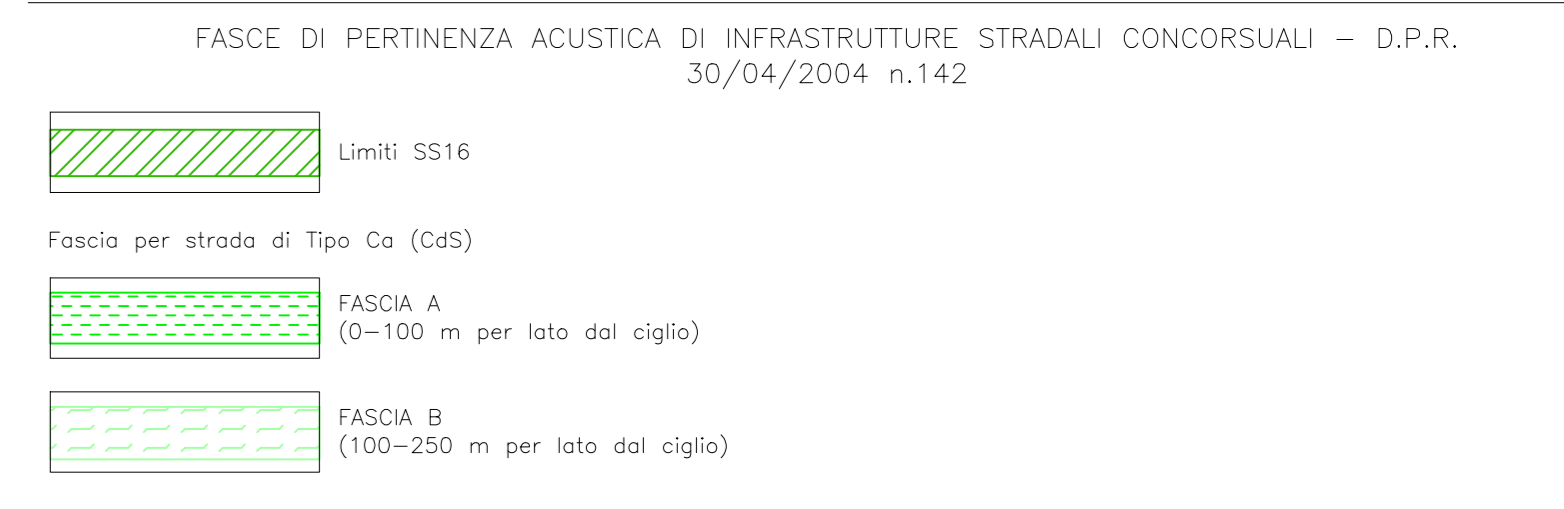 FASCE DI PERTINENZA ACUSTICA DI INFRASTRUTTURE STRADALI CONCORSUALI – D.P.R.
30/04/2004 n.142
Limiti SS16
Fascia per strada di Tipo Ca (CdS)
FASCIA A
(0–100 m per lato dal ciglio)
FASCIA B
(100–250 m per lato dal ciglio)